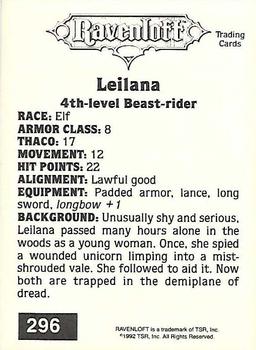 Ravenloft
Trading
Cards
Leilana
4th-level Beast-rider
RACE: Elf
ARMOR CLASS: 8
THACO: 17
MOVEMENT: 12
HIT POINTS: 22
ALIGNMENT: Lawful good
EQUIPMENT: Padded armor, lance, long
sword, longbow +1
BACKGROUND: Unusually shy and serious,
Leilana passed many hours alone in the
woods as a young woman. Once, she spied
a wounded unicorn limping into a mist-
shrouded vale. She followed to aid it. Now
both are trapped in the demiplane of
dread.
296
RAVENLOFT is a trademark of TSR, Inc.
©1992 TSR, Inc. All Rights Reserved.